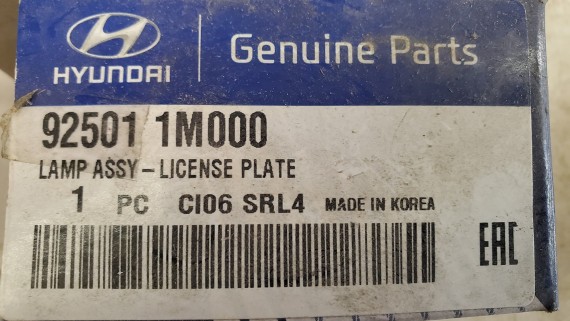 HYUNDAI
Genuine Parts
92501 1M000
LAMP ASSY-LICENSE PLATE
1 PC CI06 SRL4 MADE IN KOREA
EAC